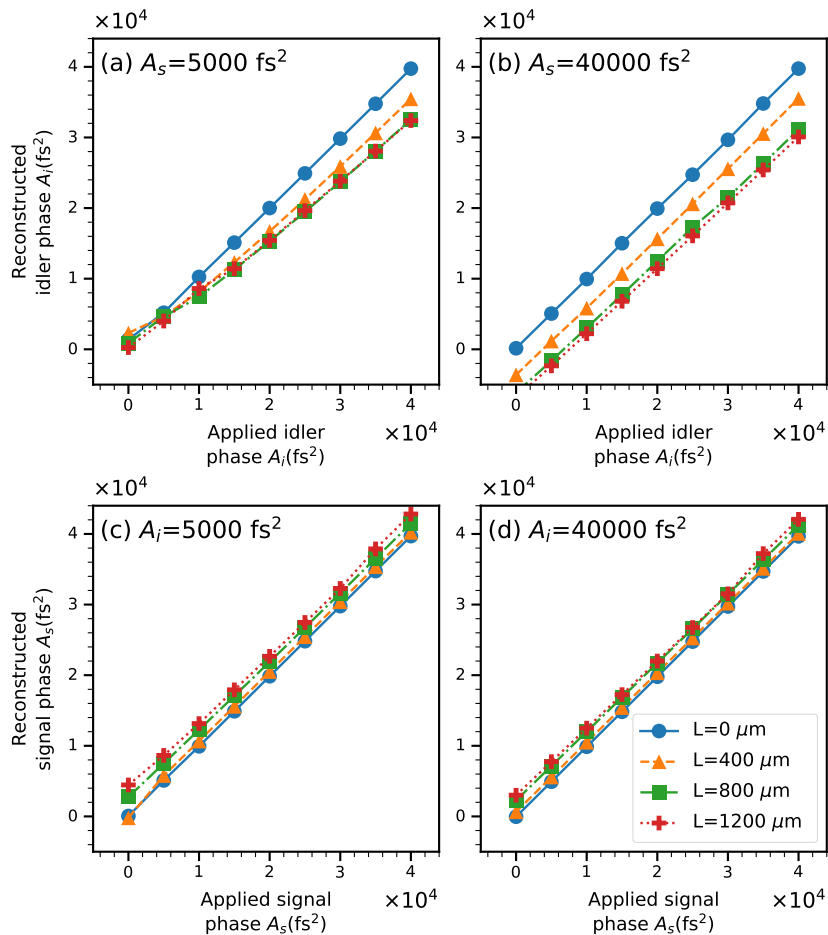 ×10⁴
(a) Aₛ=5000 fs²
4
3
2
1
0
Reconstructed
idler phase Aᵢ(fs²)
0 1 2 3 4
Applied idler
phase Aᵢ(fs²)
×10⁴
×10⁴
(b) Aₛ=40000 fs²
4
3
2
1
0
0 1 2 3 4
Applied idler
phase Aᵢ(fs²)
×10⁴
×10⁴
(c) Aᵢ=5000 fs²
4
3
2
1
0
Reconstructed
signal phase Aₛ(fs²)
0 1 2 3 4
Applied signal
phase Aₛ(fs²)
×10⁴
×10⁴
(d) Aᵢ=40000 fs²
4
3
2
1
0
L=0 μm
L=400 μm
L=800 μm
L=1200 μm
0 1 2 3 4
Applied signal
phase Aₛ(fs²)
×10⁴